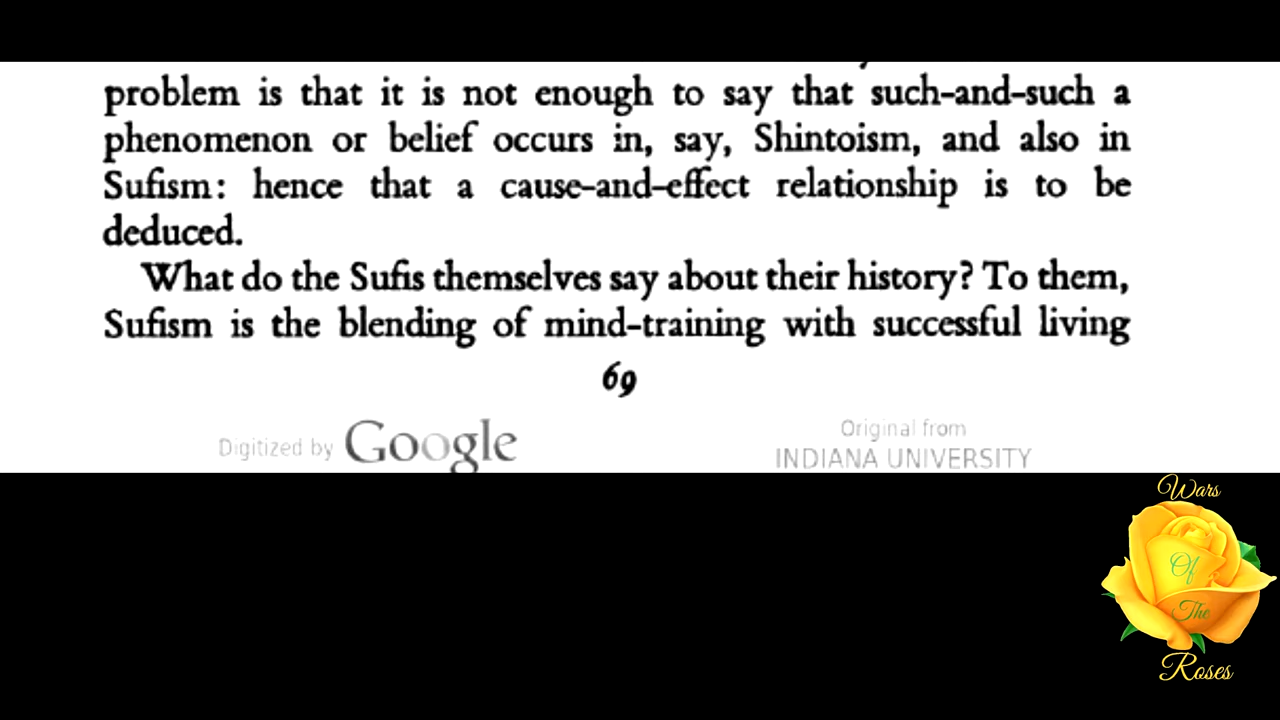 problem is that it is not enough to say that such-and-such a
phenomenon or belief occurs in, say, Shintoism, and also in
Sufism: hence that a cause-and-effect relationship is to be
deduced.
What do the Sufis themselves say about their history? To them,
Sufism is the blending of mind-training with successful living
69
Digitized by Google
Original from
INDIANA UNIVERSITY
Wars
Of
The
Roses